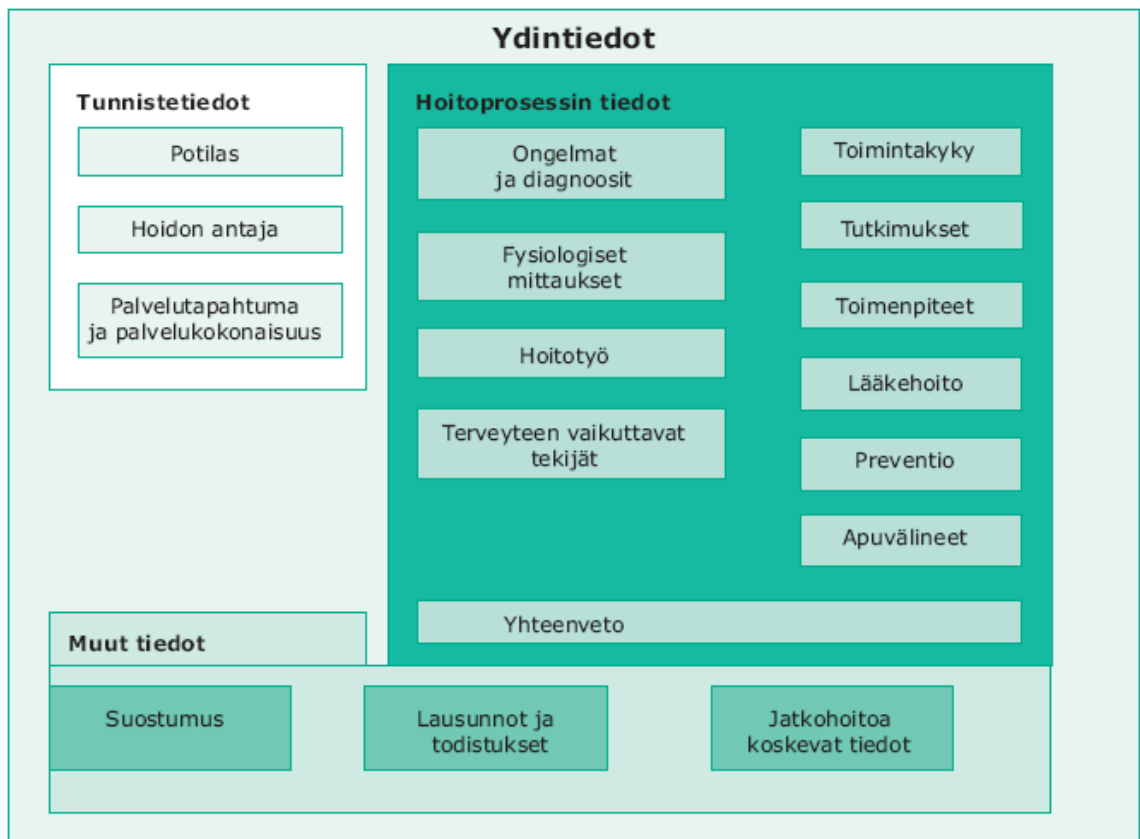 Ydintiedot
Tunnistetiedot
Potilas
Hoidon antaja
Palvelutapahtuma
ja palvelukokonaisuus
Hoitoprosessin tiedot
Ongelmat
ja diagnoosit
Fysiologiset
mittaukset
Hoitotyö
Terveyteen vaikuttavat
tekijät
Toimintakyky
Tutkimukset
Toimenpiteet
Lääkehoito
Preventio
Apuvälineet
Yhteenveto
Muut tiedot
Suostumus
Lausunnot ja
todistukset
Jatkohoitoa
koskevat tiedot